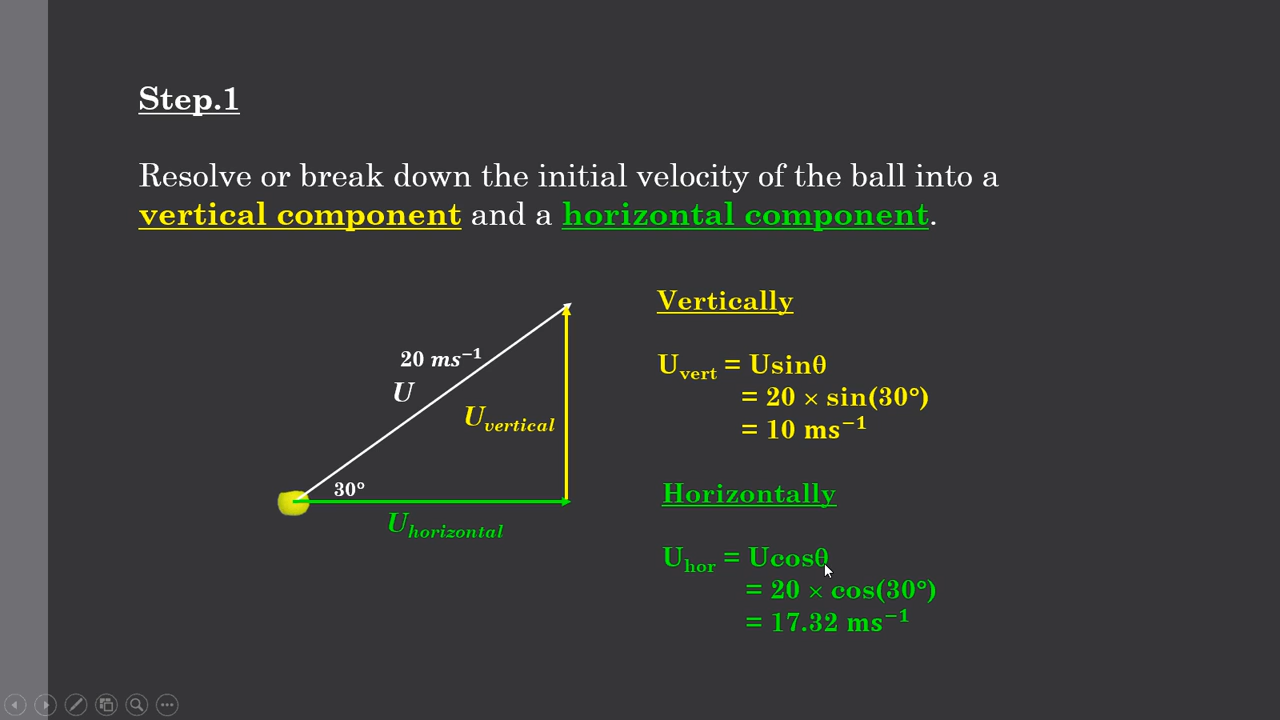 Step.1
Resolve or break down the initial velocity of the ball into a
vertical component and a horizontal component.
20 ms⁻¹
U
U_vertical
30°
U_horizontal
Vertically
U_vert = Usinθ
= 20 × sin(30°)
= 10 ms⁻¹
Horizontally
U_hor = Ucosθ
= 20 × cos(30°)
= 17.32 ms⁻¹